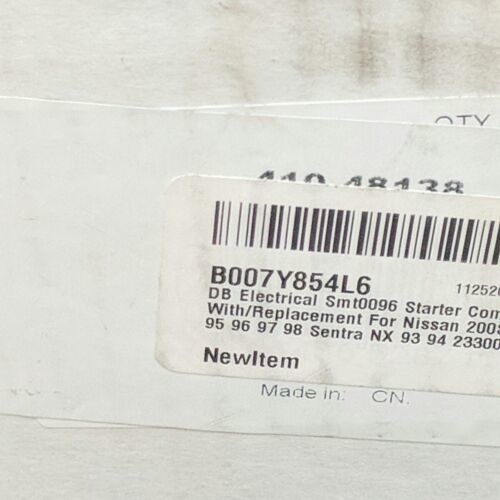 QTY
410-48138
B007Y854L6
112520
DB Electrical Smt0096 Starter Com
With/Replacement For Nissan 200S
95 96 97 98 Sentra NX 93 94 23300
NewItem
Made in: CN.